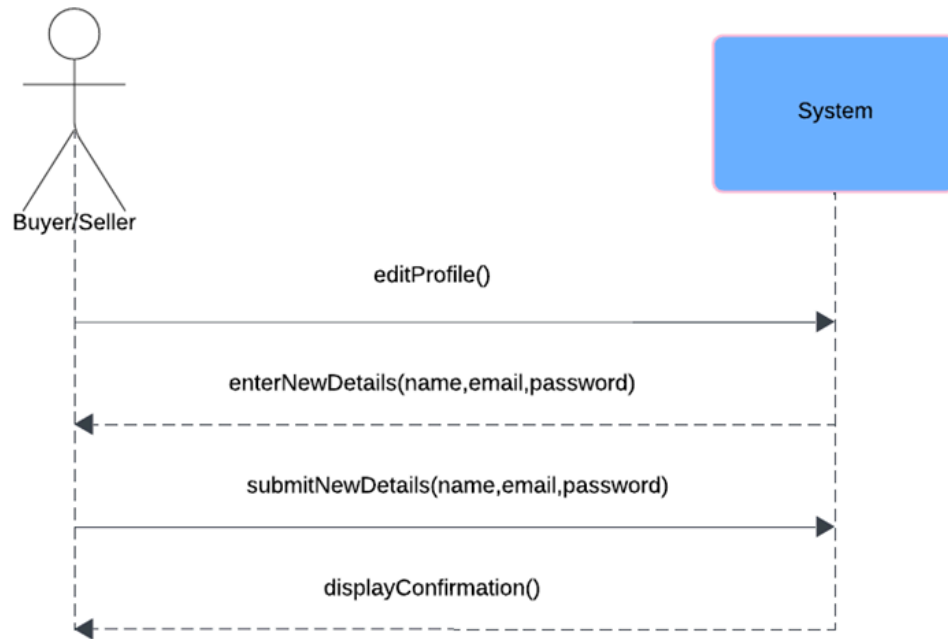 System
Buyer/Seller
editProfile()
enterNewDetails(name,email,password)
submitNewDetails(name,email,password)
displayConfirmation()